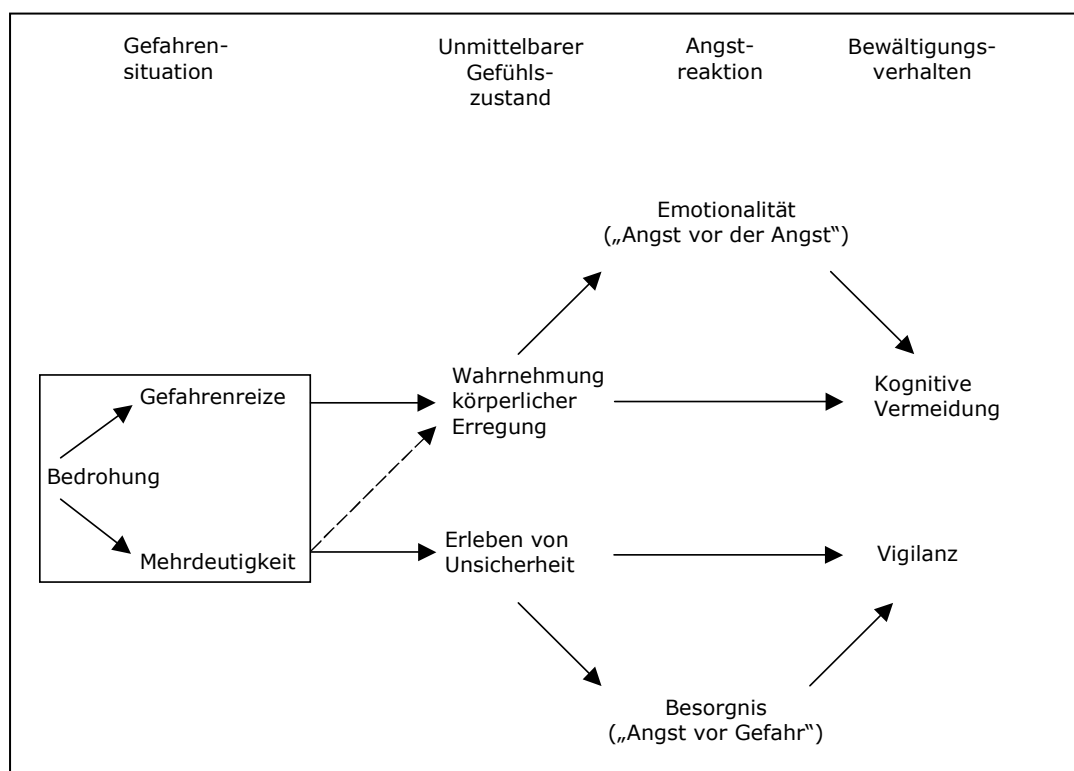 Gefahren-
situation
Unmittelbarer
Gefühls-
zustand
Angst-
reaktion
Bewältigungs-
verhalten
Emotionalität
(„Angst vor der Angst“)
Gefahrenreize
Wahrnehmung
körperlicher
Erregung
Kognitive
Vermeidung
Bedrohung
Mehrdeutigkeit
Erleben von
Unsicherheit
Vigilanz
Besorgnis
(„Angst vor Gefahr“)